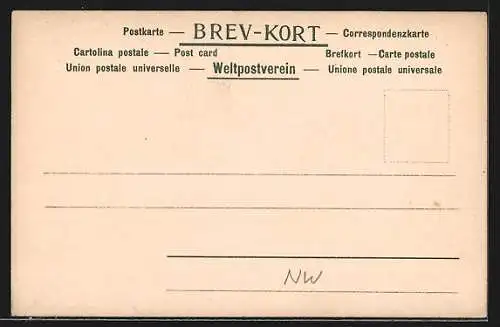 Postkarte — BREV-KORT — Correspondenzkarte
Cartolina postale — Post card Brefkort — Carte postale
Union postale universelle — Weltpostverein — Unione postale universale
NW